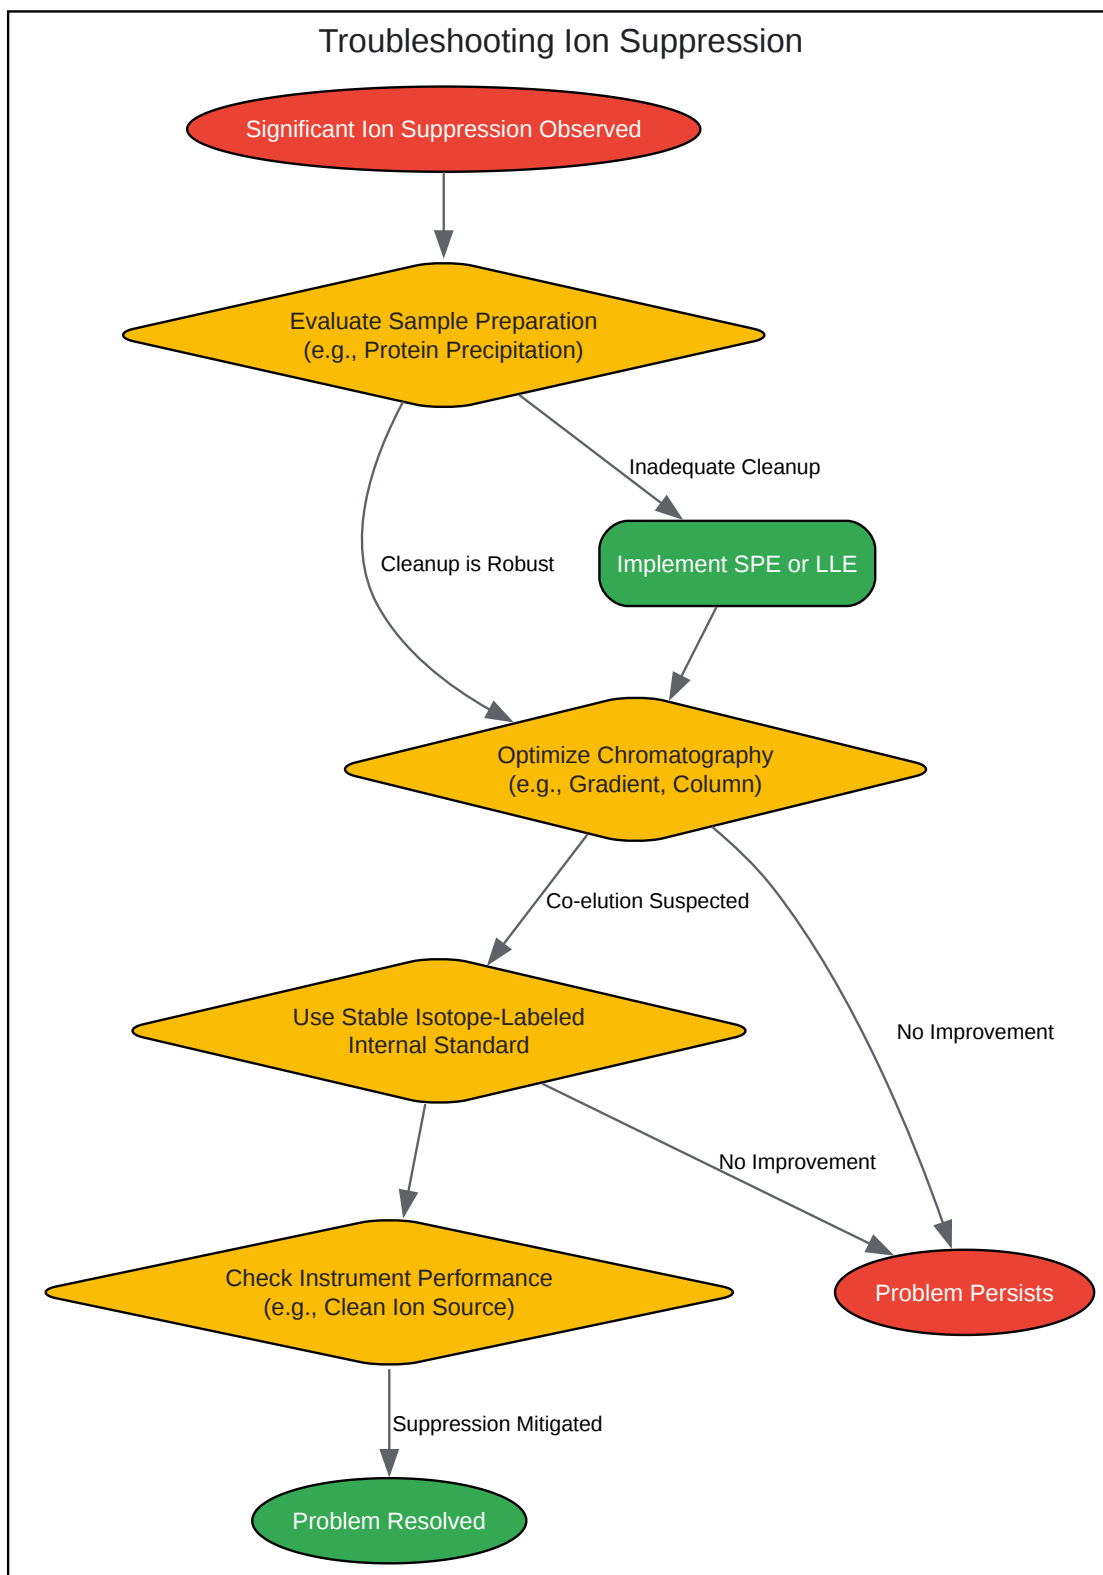 Troubleshooting Ion Suppression
Significant Ion Suppression Observed
Evaluate Sample Preparation
(e.g., Protein Precipitation)
Inadequate Cleanup
Cleanup is Robust
Implement SPE or LLE
Optimize Chromatography
(e.g., Gradient, Column)
Co-elution Suspected
Use Stable Isotope-Labeled
Internal Standard
No Improvement
No Improvement
Check Instrument Performance
(e.g., Clean Ion Source)
Problem Persists
Suppression Mitigated
Problem Resolved